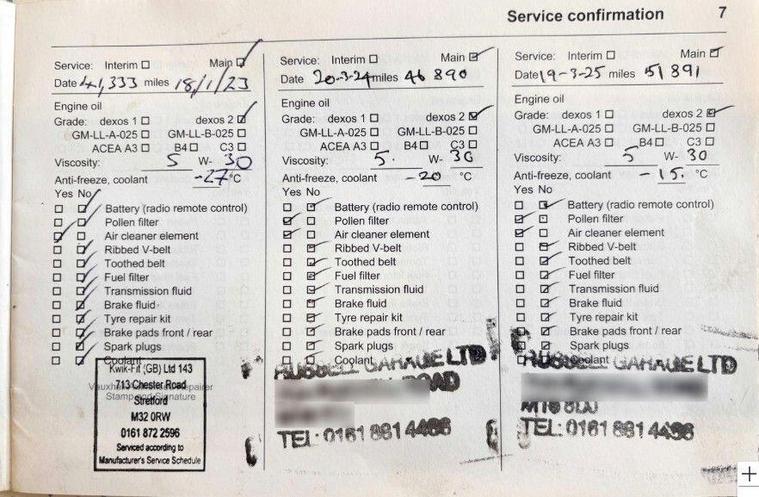 Service confirmation 7
Service: Interim ☐ Main ☑
Date 41,333 miles 18/1/23
Engine oil
Grade: dexos 1 ☐ dexos 2 ☑
GM-LL-A-025 ☐ GM-LL-B-025 ☐
ACEA A3 ☐ B4 ☐ C3 ☐
Viscosity: 5 W- 30
Anti-freeze, coolant -27 °C
Yes No
Battery (radio remote control)
Pollen filter
Air cleaner element
Ribbed V-belt
Toothed belt
Fuel filter
Transmission fluid
Brake fluid
Tyre repair kit
Brake pads front / rear
Spark plugs
Coolant
Kwik-Fit (GB) Ltd 143
713 Chester Road
Stretford
M32 0RW
0161 872 2596
Serviced according to
Manufacturer's Service Schedule
Stamp and Signature
Service: Interim ☐ Main ☑
Date 20-3-24 miles 46 890
Engine oil
Grade: dexos 1 ☐ dexos 2 ☑
GM-LL-A-025 ☐ GM-LL-B-025 ☐
ACEA A3 ☐ B4 ☐ C3 ☐
Viscosity: 5. W- 30
Anti-freeze, coolant -20 °C
Yes No
Battery (radio remote control)
Pollen filter
Air cleaner element
Ribbed V-belt
Toothed belt
Fuel filter
Transmission fluid
Brake fluid
Tyre repair kit
Brake pads front / rear
Spark plugs
Coolant
RUSSELL GARAGE LTD
ROAD
TEL: 0161 881 4486
Service: Interim ☐ Main ☑
Date 19-3-25 miles 51 891
Engine oil
Grade: dexos 1 ☐ dexos 2 ☑
GM-LL-A-025 ☐ GM-LL-B-025 ☐
ACEA A3 ☐ B4 ☐ C3 ☐
Viscosity: 5 W- 30
Anti-freeze, coolant -15. °C
Yes No
Battery (radio remote control)
Pollen filter
Air cleaner element
Ribbed V-belt
Toothed belt
Fuel filter
Transmission fluid
Brake fluid
Tyre repair kit
Brake pads front / rear
Spark plugs
Coolant
RUSSELL GARAGE LTD
TEL: 0161 881 4486